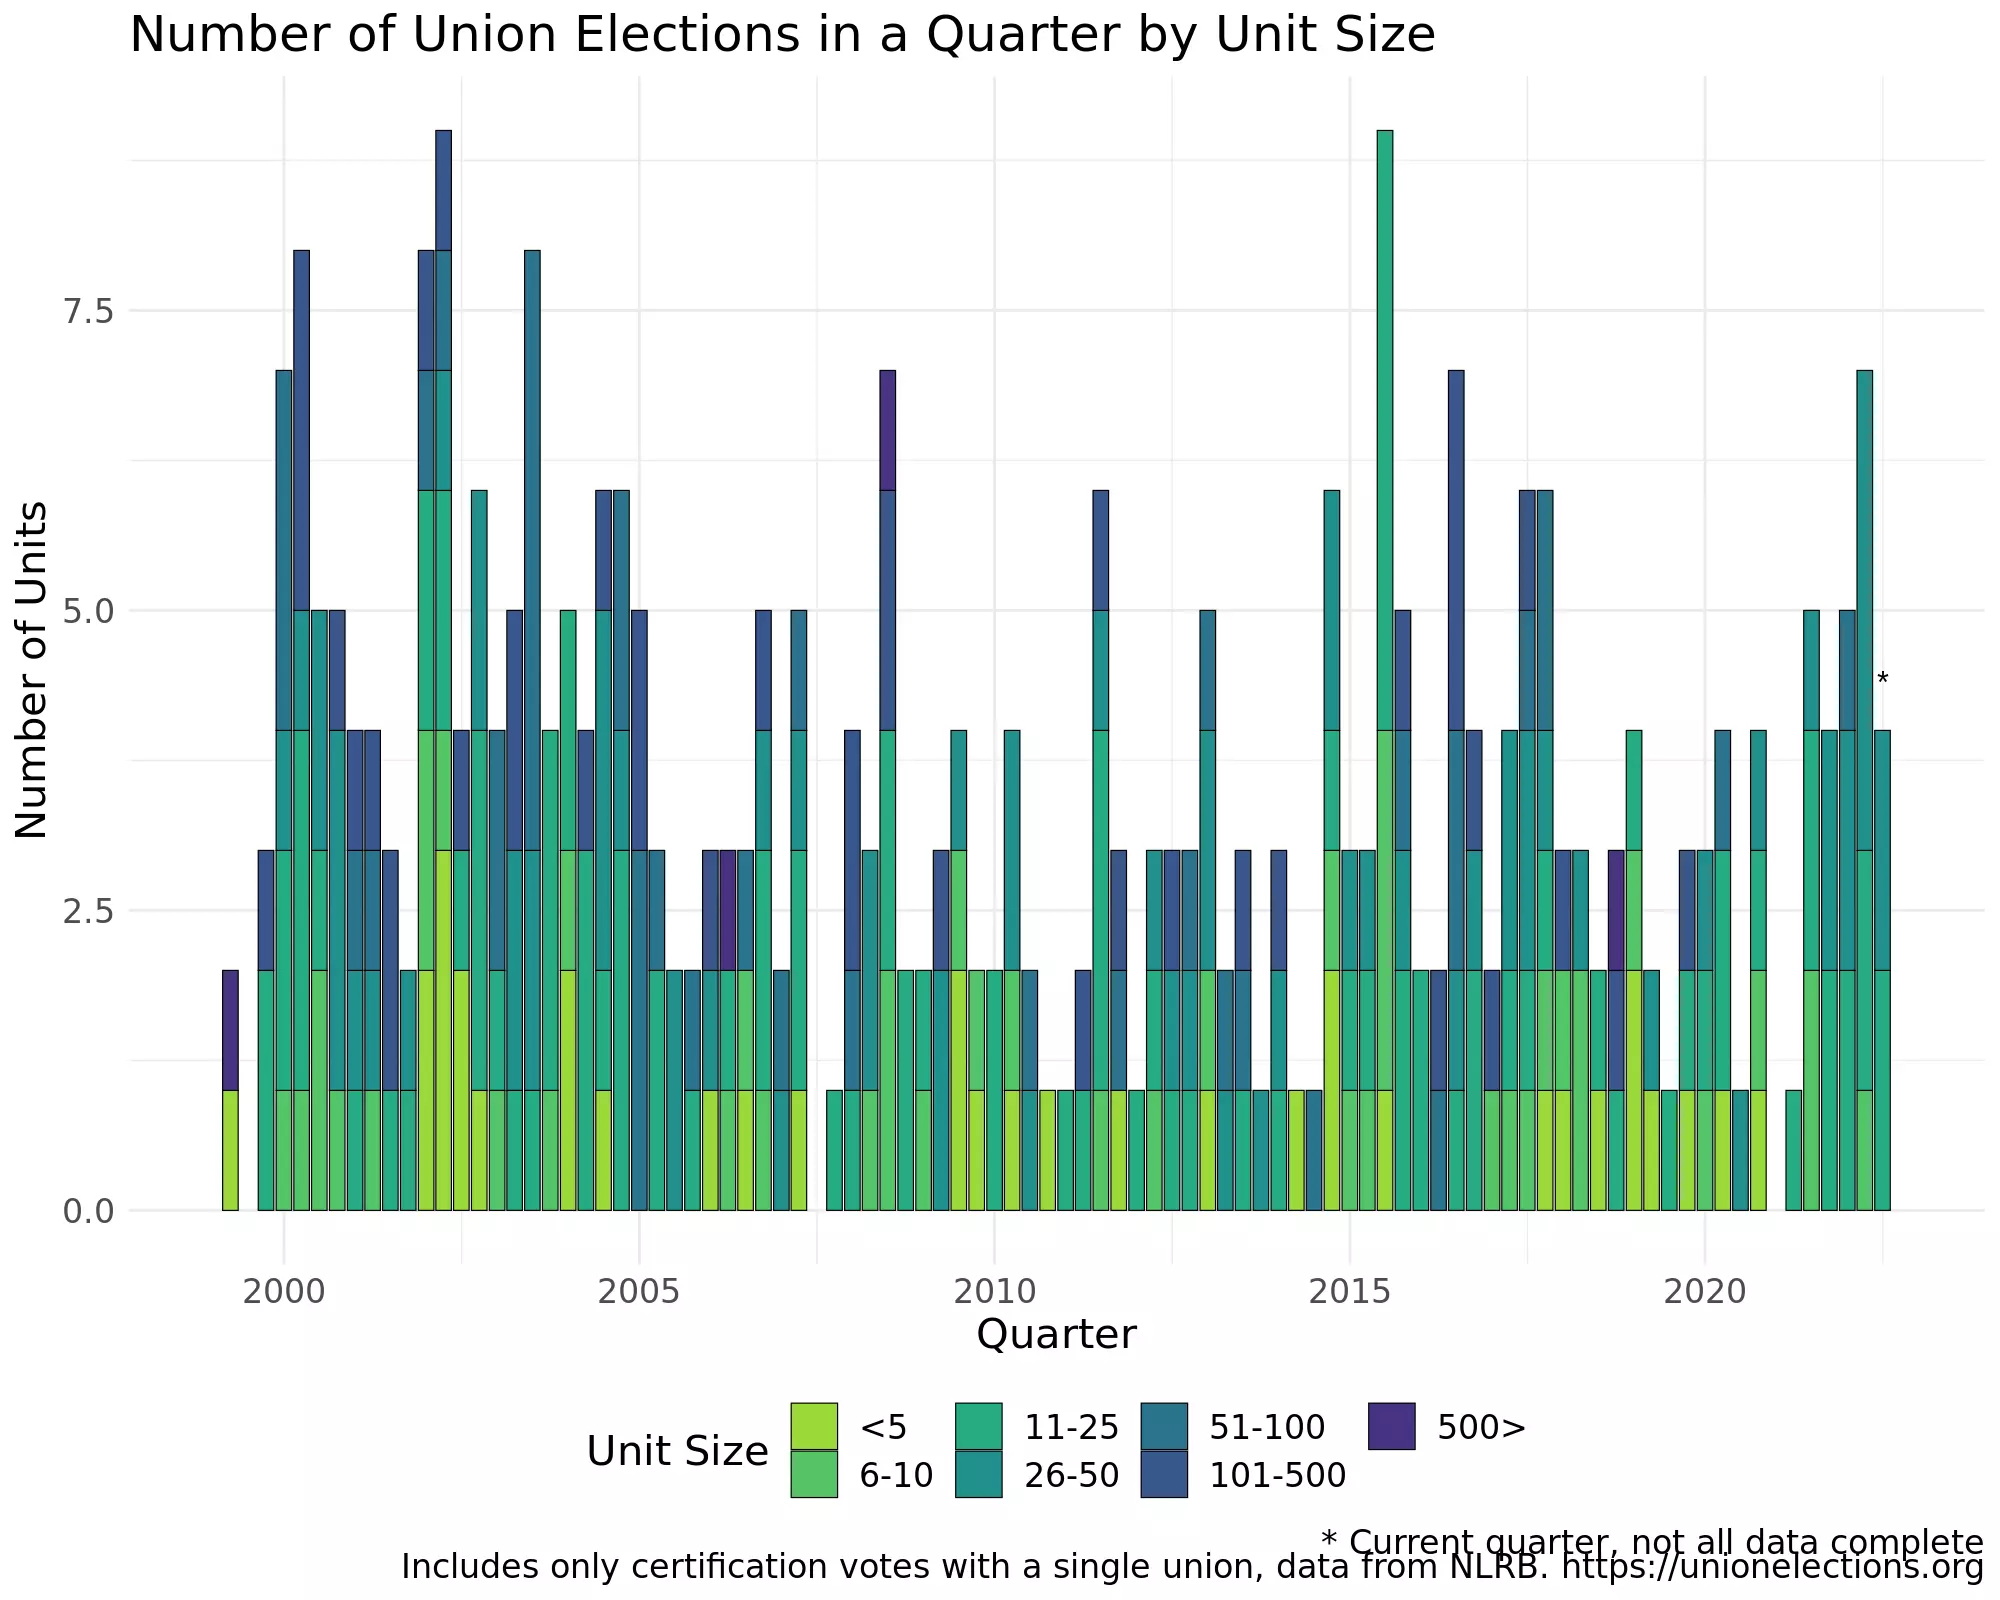 Number of Union Elections in a Quarter by Unit Size
Number of Units
7.5
5.0
2.5
0.0
*
2000 2005 2010 2015 2020
Quarter
Unit Size
<5 11-25 51-100 500>
6-10 26-50 101-500
* Current quarter, not all data complete
Includes only certification votes with a single union, data from NLRB. https://unionelections.org